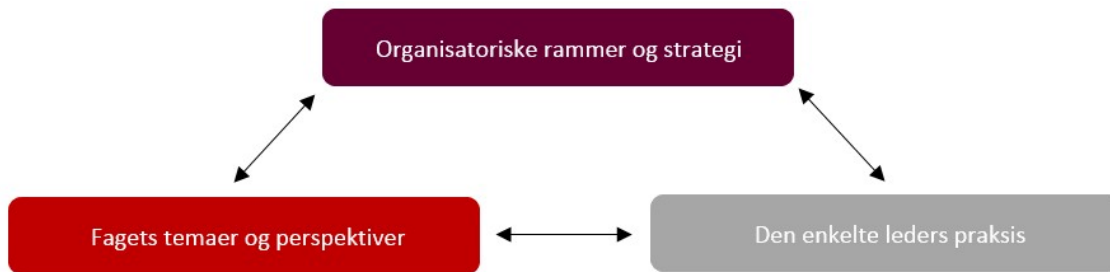 Organisatoriske rammer og strategi
Fagets temaer og perspektiver
Den enkelte leders praksis